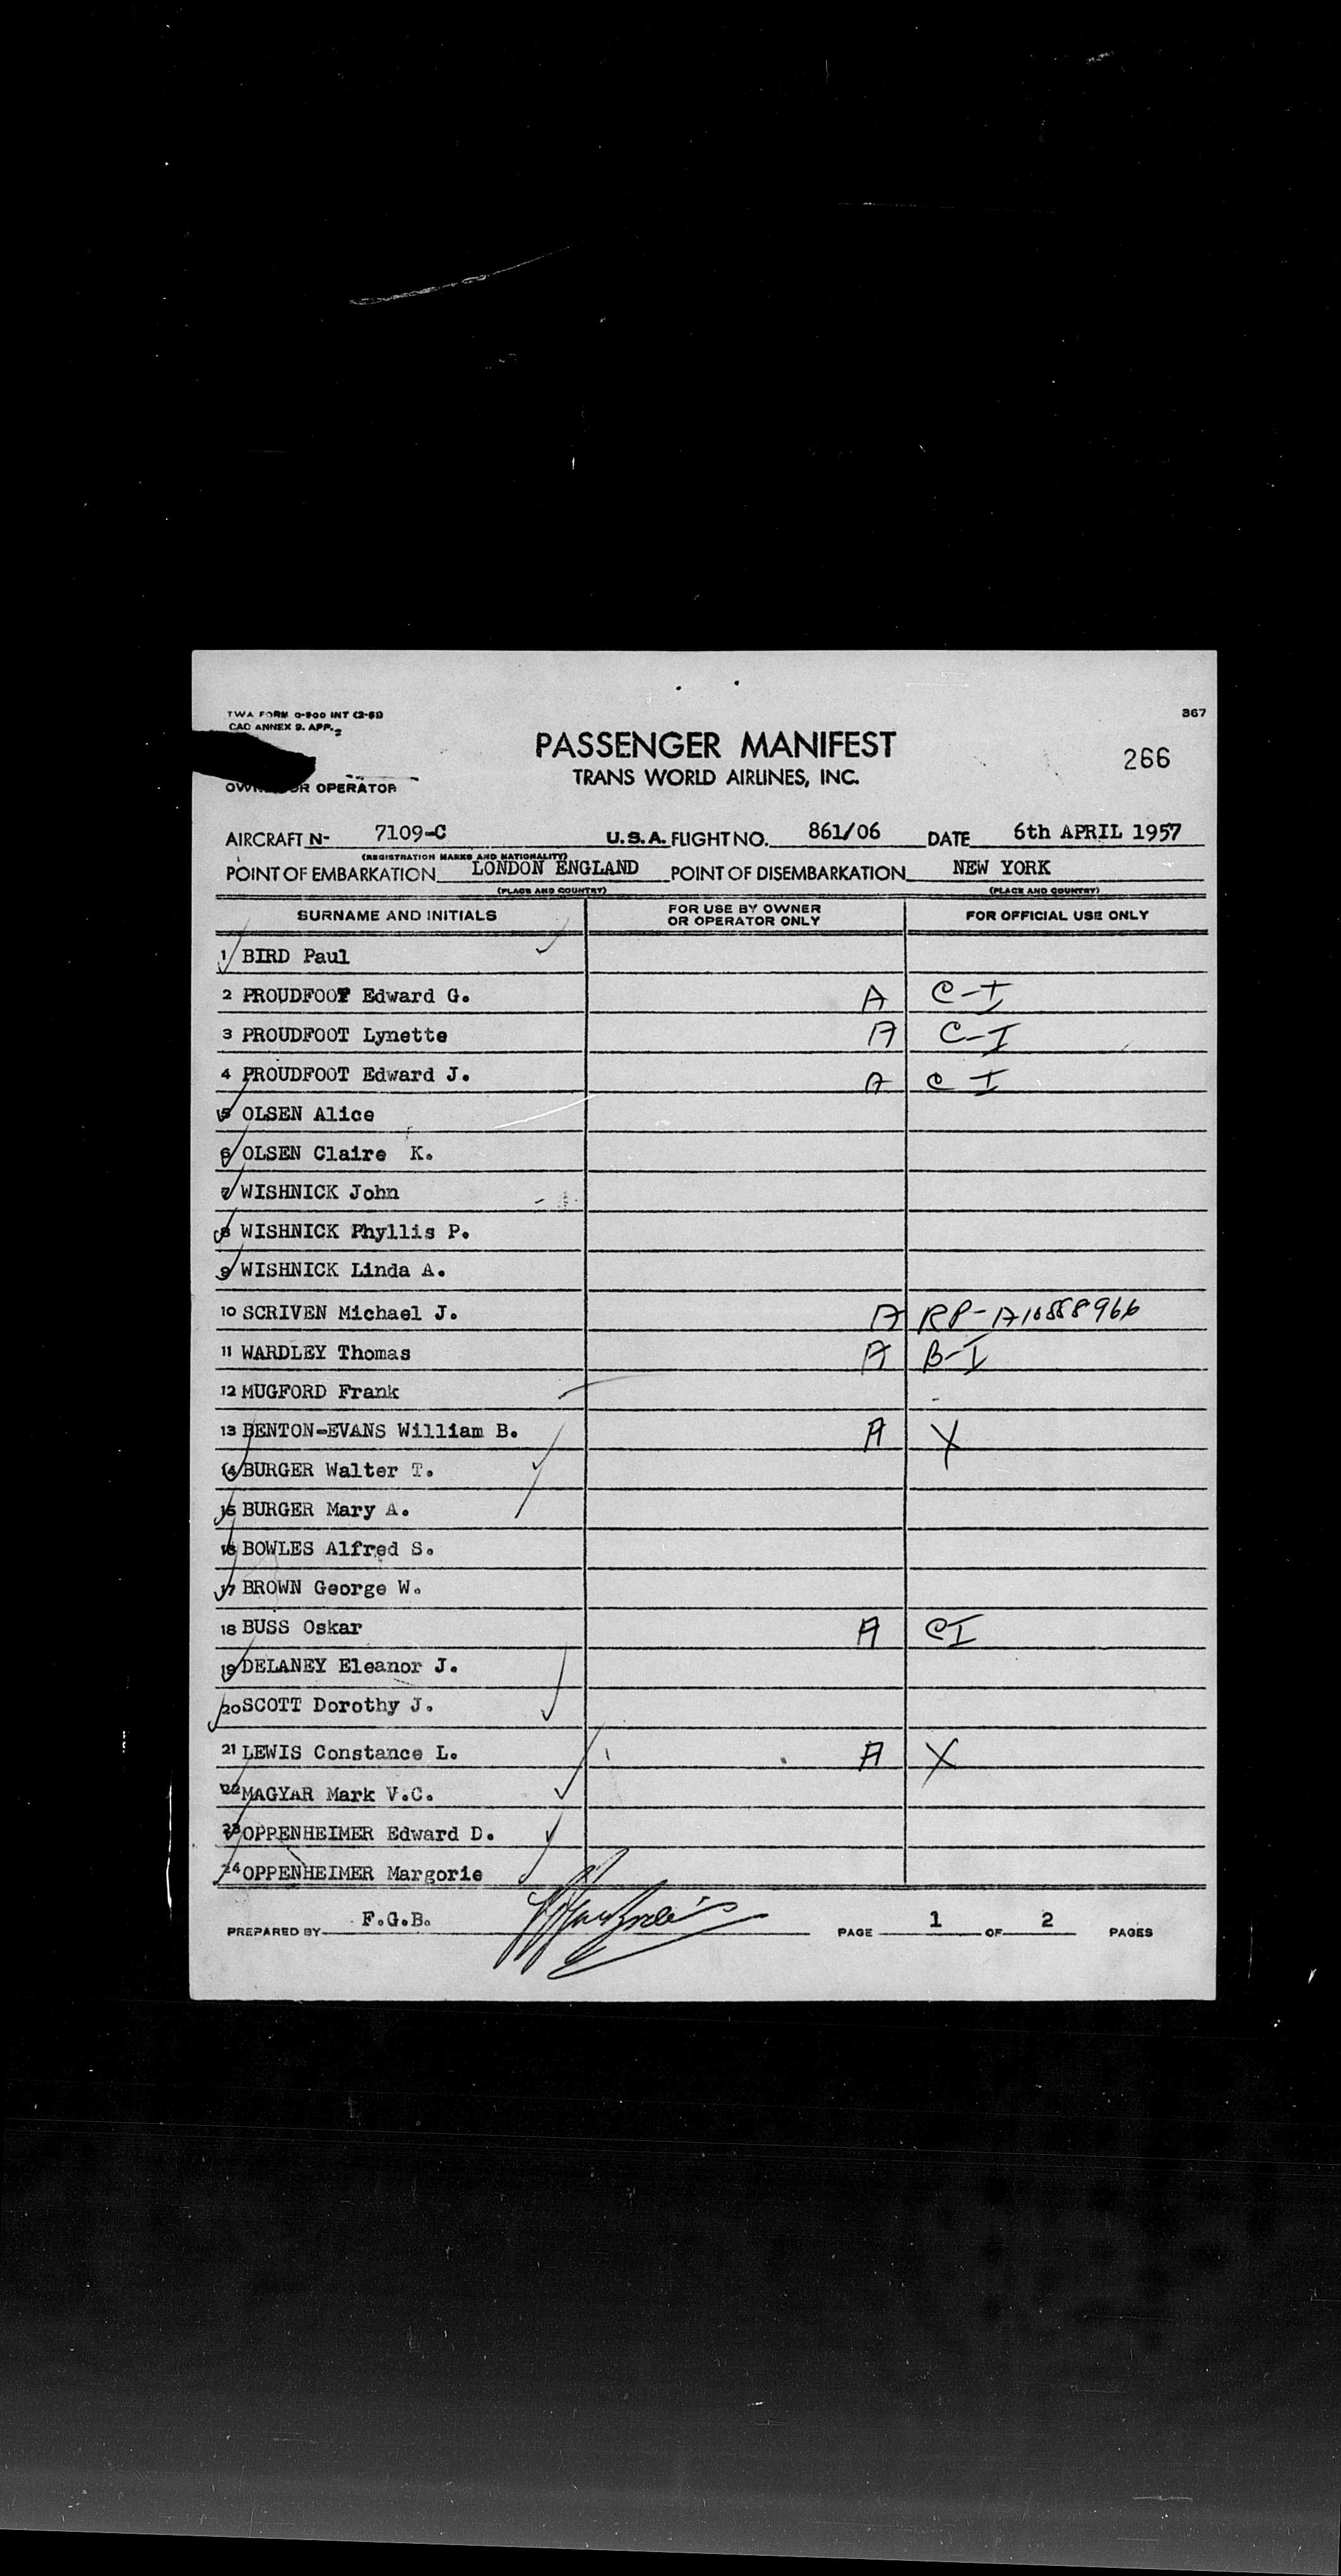 TWA FORM 0-900 INT (2-51)
CAO ANNEX 9. APP. 2
367
PASSENGER MANIFEST
266
TRANS WORLD AIRLINES, INC.
OR OPERATOR
AIRCRAFT N- 7109-C U.S.A. FLIGHT NO. 861/06 DATE 6th APRIL 1957
(REGISTRATION MARKS AND NATIONALITY)
POINT OF EMBARKATION LONDON ENGLAND POINT OF DISEMBARKATION NEW YORK
(PLACE AND COUNTRY) (PLACE AND COUNTRY)
SURNAME AND INITIALS FOR USE BY OWNER OR OPERATOR ONLY FOR OFFICIAL USE ONLY
1 BIRD Paul
2 PROUDFOOT Edward G. A C-I
3 PROUDFOOT Lynette A C-I
4 PROUDFOOT Edward J. A C I
5 OLSEN Alice
6 OLSEN Claire K.
7 WISHNICK John
8 WISHNICK Phyllis P.
9 WISHNICK Linda A.
10 SCRIVEN Michael J. A RP-A10888966
11 WARDLEY Thomas A B-I
12 MUGFORD Frank
13 BENTON-EVANS William B. A X
14 BURGER Walter T.
15 BURGER Mary A.
16 BOWLES Alfred S.
17 BROWN George W.
18 BUSS Oskar A CI
19 DELANEY Eleanor J.
20 SCOTT Dorothy J.
21 LEWIS Constance L. A X
22 MAGYAR Mark V.C.
23 OPPENHEIMER Edward D.
24 OPPENHEIMER Margorie
PREPARED BY F.G.B. PAGE 1 OF 2 PAGES